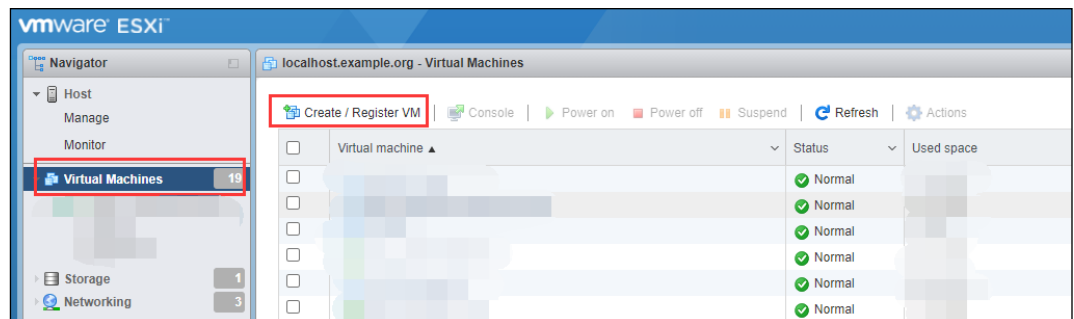 vmware ESXi™
Navigator
localhost.example.org - Virtual Machines
Host
Manage
Monitor
Virtual Machines 19
Storage 1
Networking 3
Create / Register VM Console Power on Power off Suspend Refresh Actions
Virtual machine Status Used space
Normal
Normal
Normal
Normal
Normal
Normal